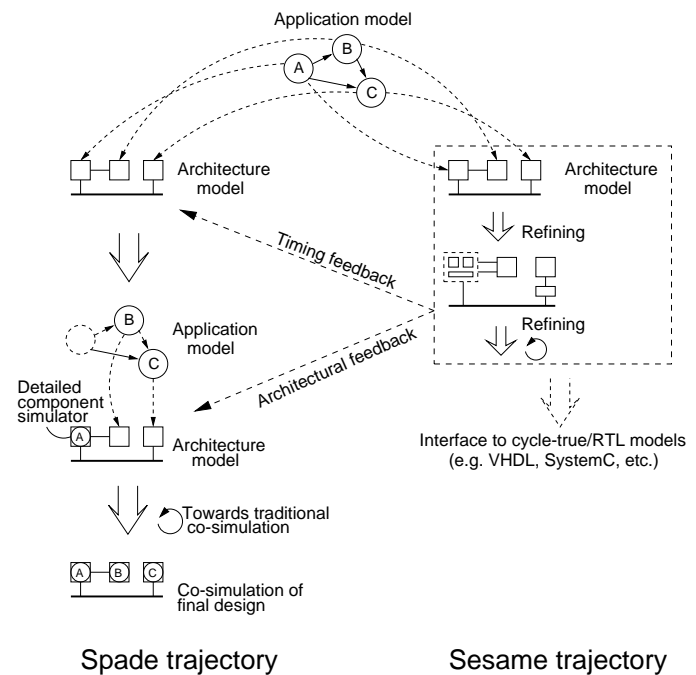 Application model
B
A
C
Architecture
model
Architecture
model
Refining
Timing feedback
Refining
B
C
Application
model
Architectural feedback
Detailed
component
simulator
A
Architecture
model
Interface to cycle-true/RTL models
(e.g. VHDL, SystemC, etc.)
Towards traditional
co-simulation
A
B
C
Co-simulation of
final design
Spade trajectory
Sesame trajectory